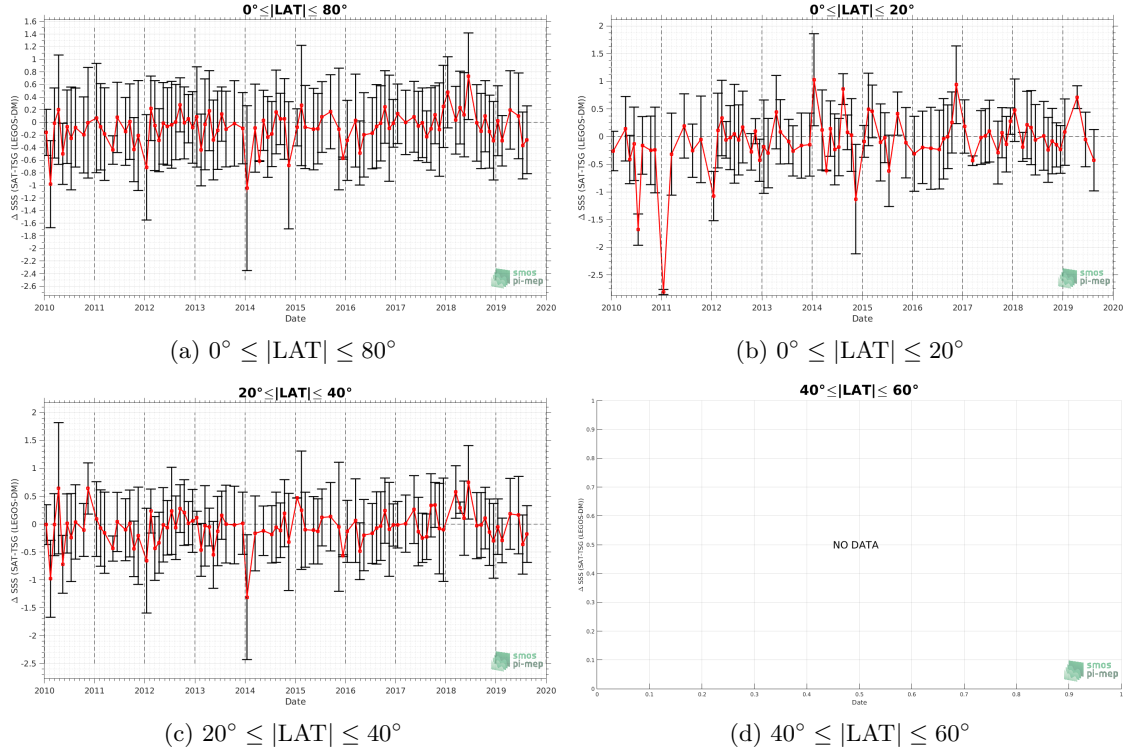 0°≤|LAT|≤ 80°
Δ SSS (SAT-TSG (LEGOS-DM))
1.6
1.4
1.2
1
0.8
0.6
0.4
0.2
0
-0.2
-0.4
-0.6
-0.8
-1
-1.2
-1.4
-1.6
-1.8
-2
-2.2
-2.4
-2.6
2010 2011 2012 2013 2014 2015 2016 2017 2018 2019 2020
Date
smos
pi-mep
(a) 0° ≤ |LAT| ≤ 80°
0°≤|LAT|≤ 20°
Δ SSS (SAT-TSG (LEGOS-DM))
2
1.5
1
0.5
0
-0.5
-1
-1.5
-2
-2.5
2010 2011 2012 2013 2014 2015 2016 2017 2018 2019 2020
Date
smos
pi-mep
(b) 0° ≤ |LAT| ≤ 20°
20°≤|LAT|≤ 40°
Δ SSS (SAT-TSG (LEGOS-DM))
2
1.5
1
0.5
0
-0.5
-1
-1.5
-2
-2.5
2010 2011 2012 2013 2014 2015 2016 2017 2018 2019 2020
Date
smos
pi-mep
(c) 20° ≤ |LAT| ≤ 40°
40°≤|LAT|≤ 60°
Δ SSS (SAT-TSG (LEGOS-DM))
1
0.9
0.8
0.7
0.6
0.5
0.4
0.3
0.2
0.1
0
NO DATA
0 0.1 0.2 0.3 0.4 0.5 0.6 0.7 0.8 0.9 1
Date
smos
pi-mep
(d) 40° ≤ |LAT| ≤ 60°